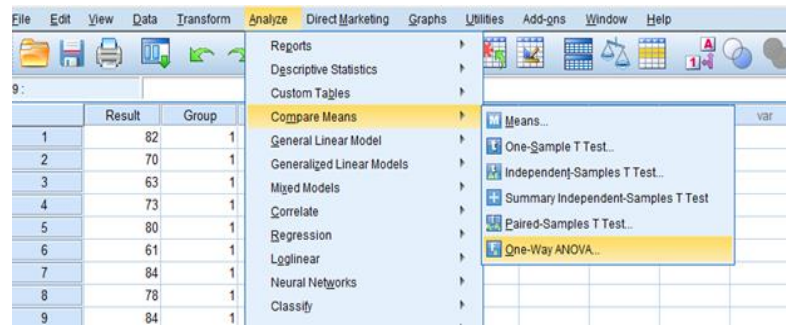 File Edit View Data Transform Analyze Direct Marketing Graphs Utilities Add-ons Window Help
9 :
Reports
Descriptive Statistics
Custom Tables
Compare Means
General Linear Model
Generalized Linear Models
Mixed Models
Correlate
Regression
Loglinear
Neural Networks
Classify
Means...
One-Sample T Test...
Independent-Samples T Test...
Summary Independent-Samples T Test
Paired-Samples T Test...
One-Way ANOVA...
Result Group var
1 82 1
2 70 1
3 63 1
4 73 1
5 80 1
6 61 1
7 84 1
8 78 1
9 84 1